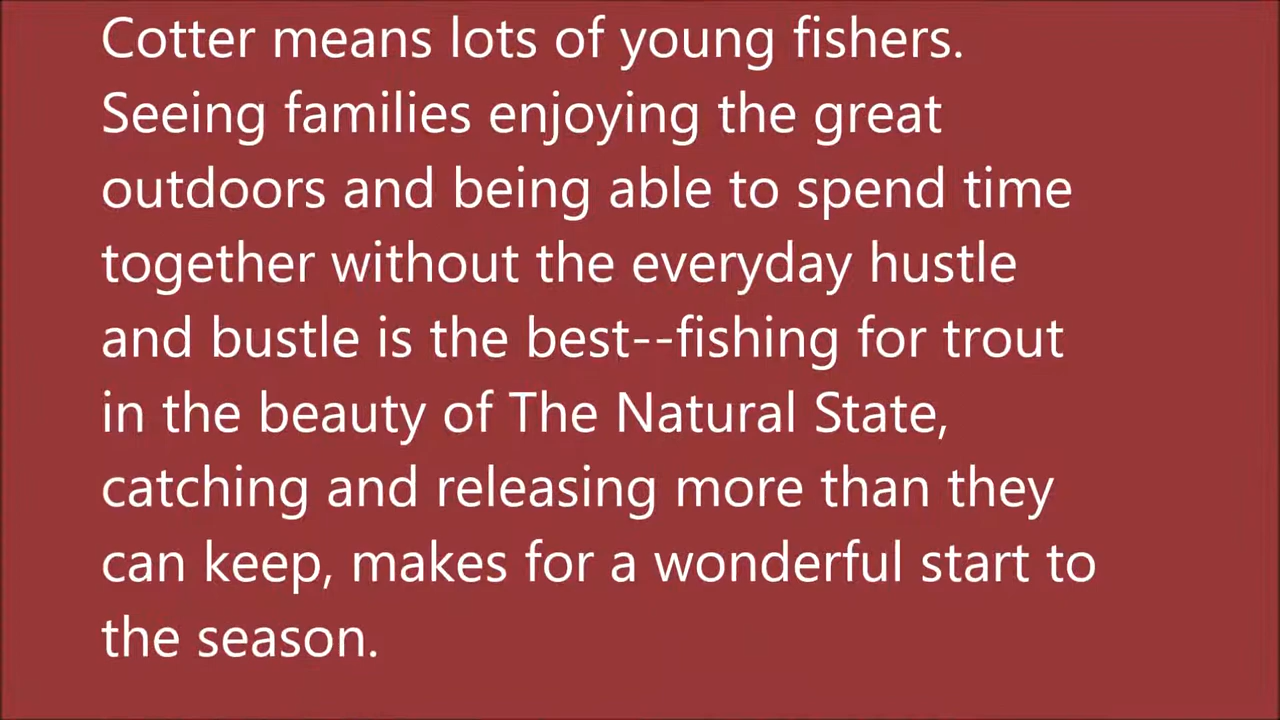 Cotter means lots of young fishers.
Seeing families enjoying the great
outdoors and being able to spend time
together without the everyday hustle
and bustle is the best--fishing for trout
in the beauty of The Natural State,
catching and releasing more than they
can keep, makes for a wonderful start to
the season.